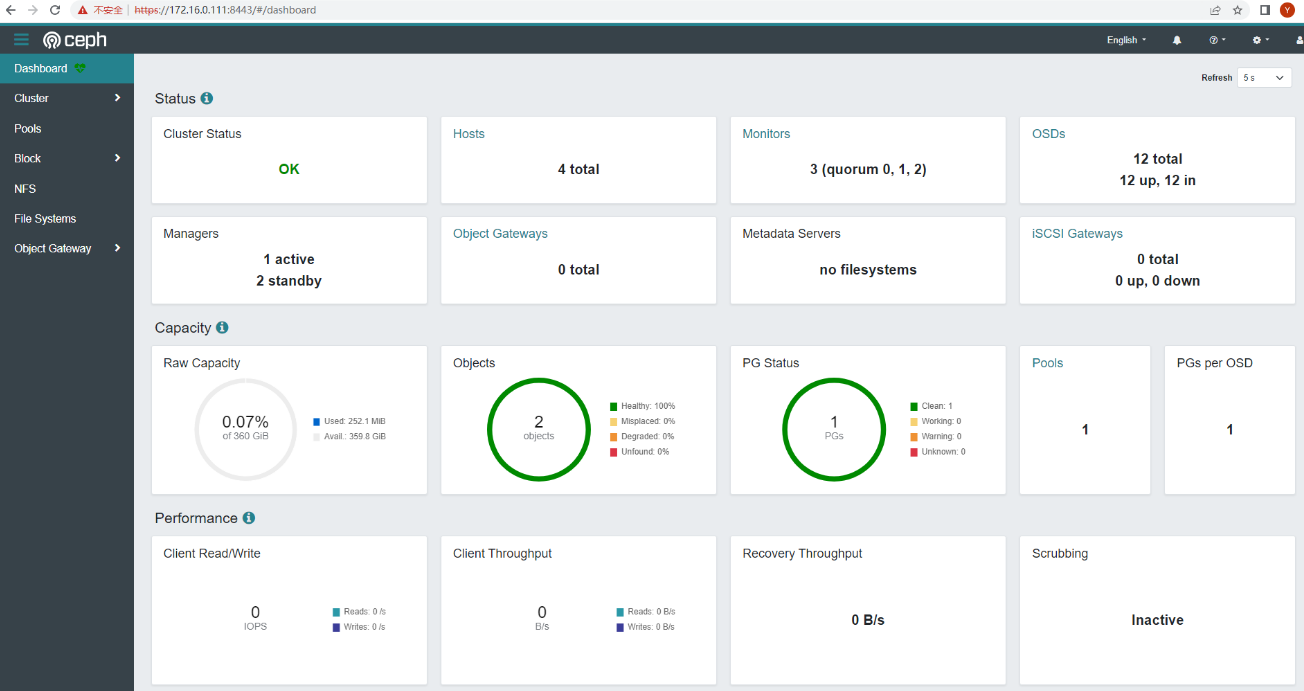 不安全 https://172.16.0.111:8443/#/dashboard
Y
ceph
English
Dashboard
Cluster
Pools
Block
NFS
File Systems
Object Gateway
Refresh 5 s
Status
Cluster Status
OK
Hosts
4 total
Monitors
3 (quorum 0, 1, 2)
OSDs
12 total
12 up, 12 in
Managers
1 active
2 standby
Object Gateways
0 total
Metadata Servers
no filesystems
iSCSI Gateways
0 total
0 up, 0 down
Capacity
Raw Capacity
0.07%
of 360 GiB
Used: 252.1 MiB
Avail.: 359.8 GiB
Objects
2
objects
Healthy: 100%
Misplaced: 0%
Degraded: 0%
Unfound: 0%
PG Status
1
PGs
Clean: 1
Working: 0
Warning: 0
Unknown: 0
Pools
1
PGs per OSD
1
Performance
Client Read/Write
0
IOPS
Reads: 0 /s
Writes: 0 /s
Client Throughput
0
B/s
Reads: 0 B/s
Writes: 0 B/s
Recovery Throughput
0 B/s
Scrubbing
Inactive